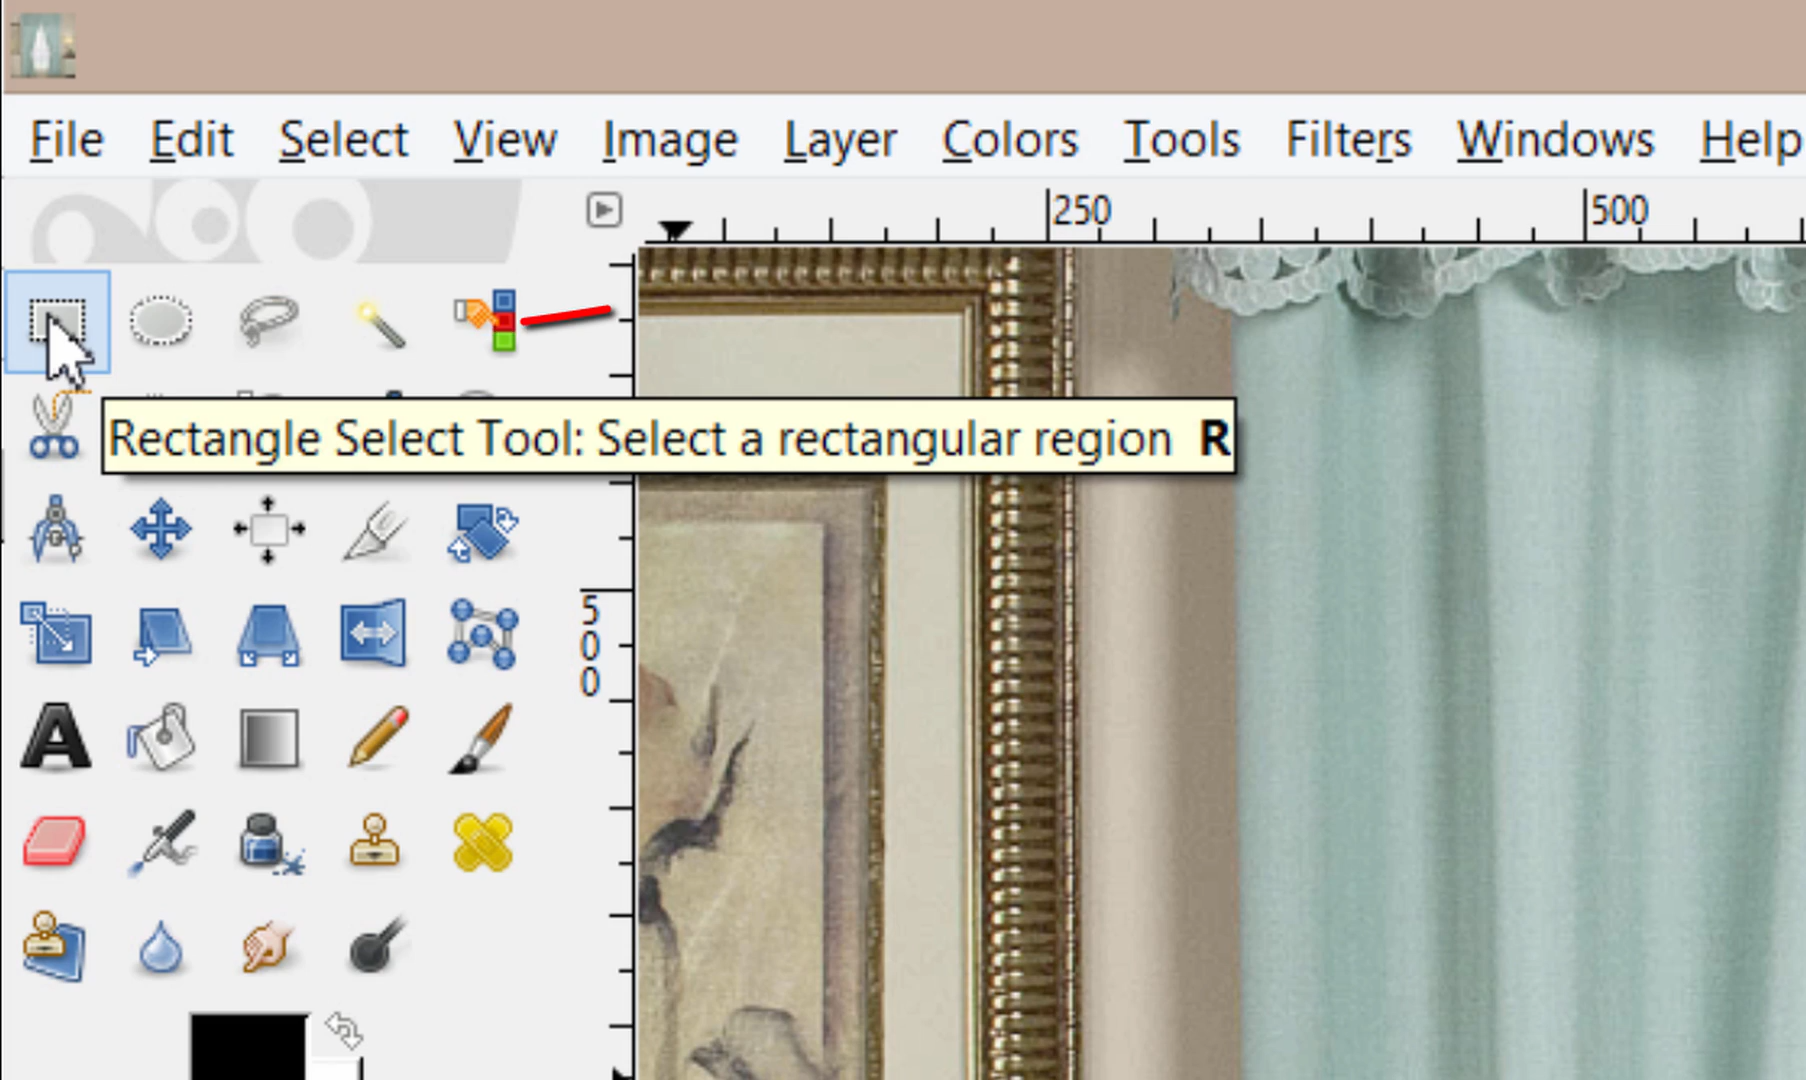 File Edit Select View Image Layer Colors Tools Filters Windows Help
250 500
Rectangle Select Tool: Select a rectangular region R
500